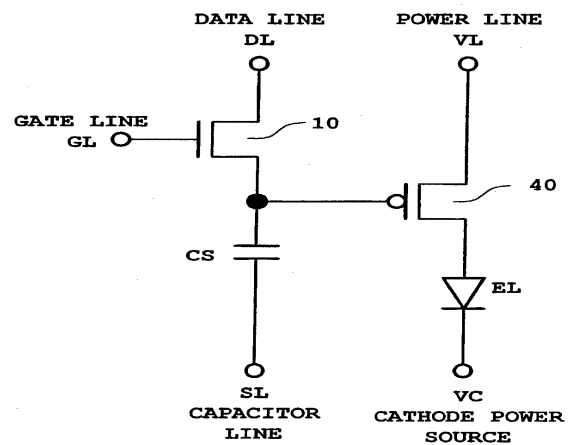 DATA LINE
DL
POWER LINE
VL
GATE LINE
GL
10
40
CS
EL
SL
CAPACITOR
LINE
VC
CATHODE POWER
SOURCE